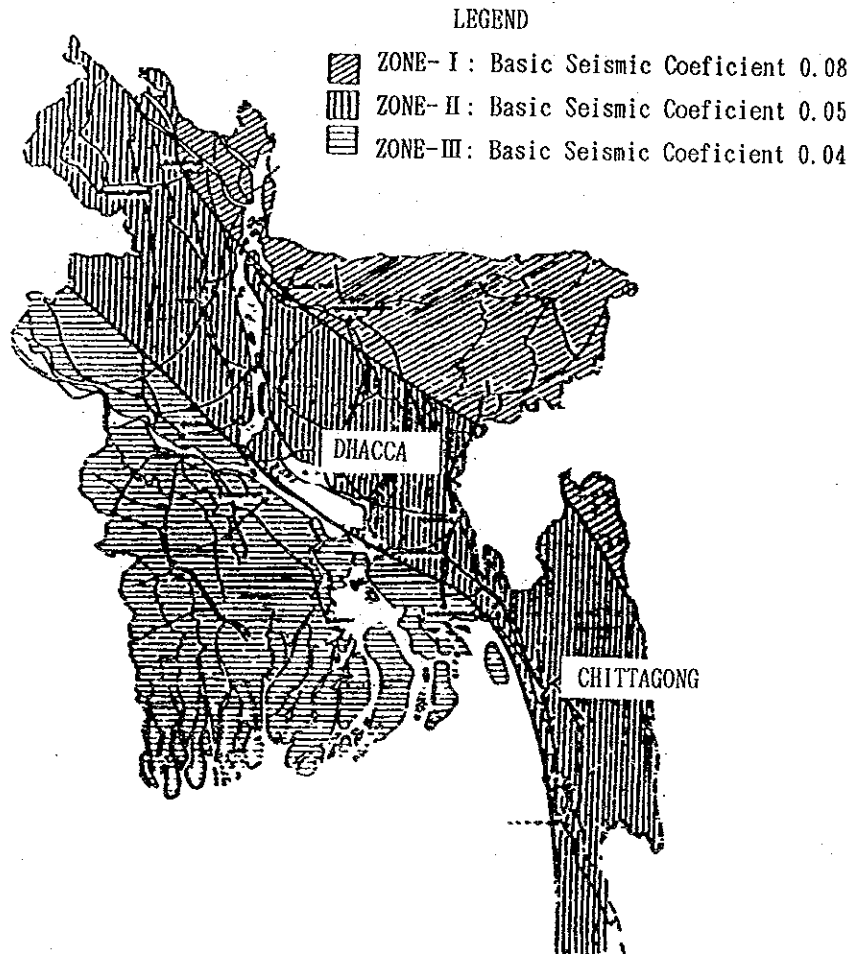 LEGEND
ZONE-Ⅰ: Basic Seismic Coeficient 0.08
ZONE-Ⅱ: Basic Seismic Coeficient 0.05
ZONE-Ⅲ: Basic Seismic Coeficient 0.04
DHACCA
CHITTAGONG